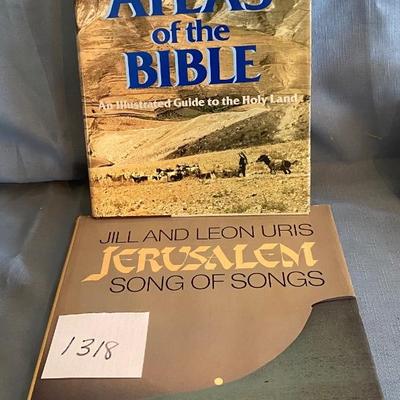 ATLAS
of the
BIBLE
An Illustrated Guide to the Holy Land
JILL AND LEON URIS
JERUSALEM
SONG OF SONGS
1318